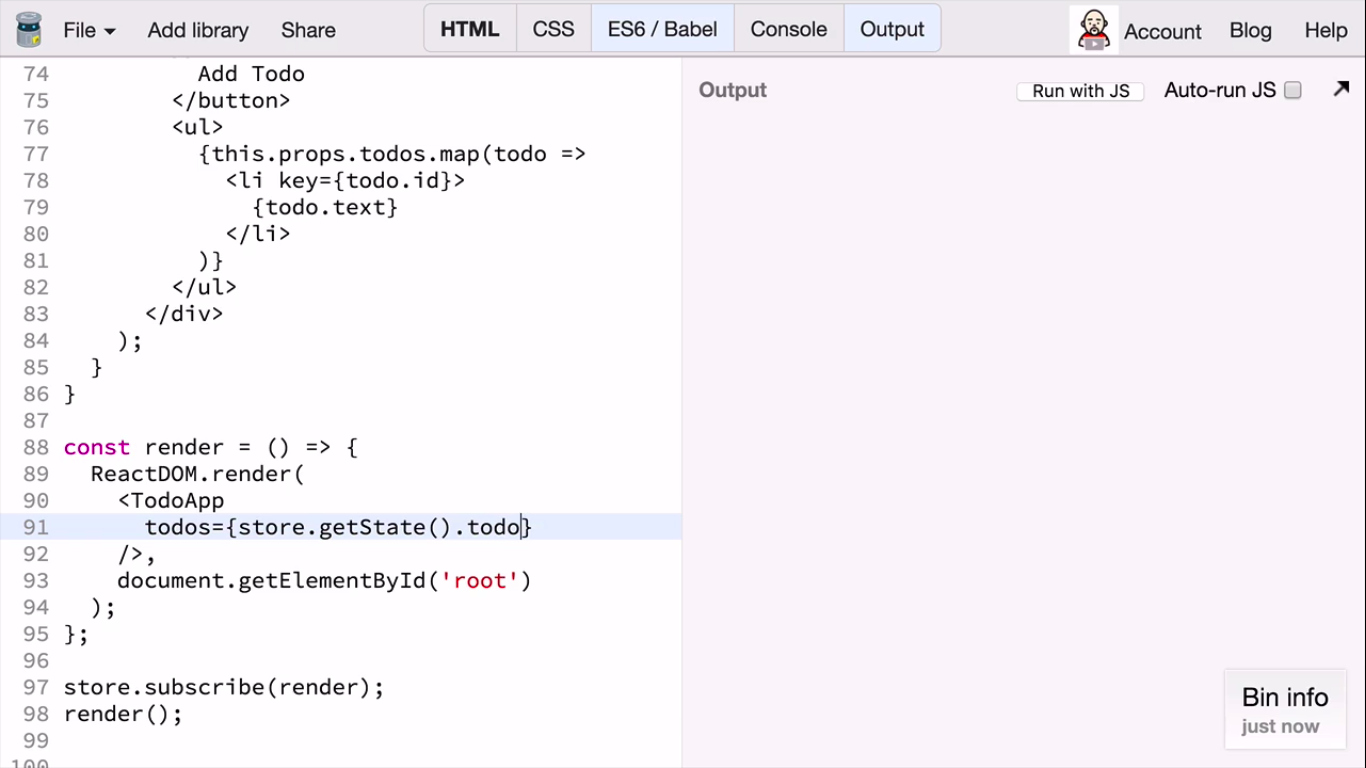 File Add library Share HTML CSS ES6 / Babel Console Output Account Blog Help
Output Run with JS Auto-run JS
74 Add Todo
75 </button>
76 <ul>
77 {this.props.todos.map(todo =>
78 <li key={todo.id}>
79 {todo.text}
80 </li>
81 )}
82 </ul>
83 </div>
84 );
85 }
86 }
87
88 const render = () => {
89 ReactDOM.render(
90 <TodoApp
91 todos={store.getState().todo}
92 />,
93 document.getElementById('root')
94 );
95 };
96
97 store.subscribe(render);
98 render();
99
100
Bin info
just now